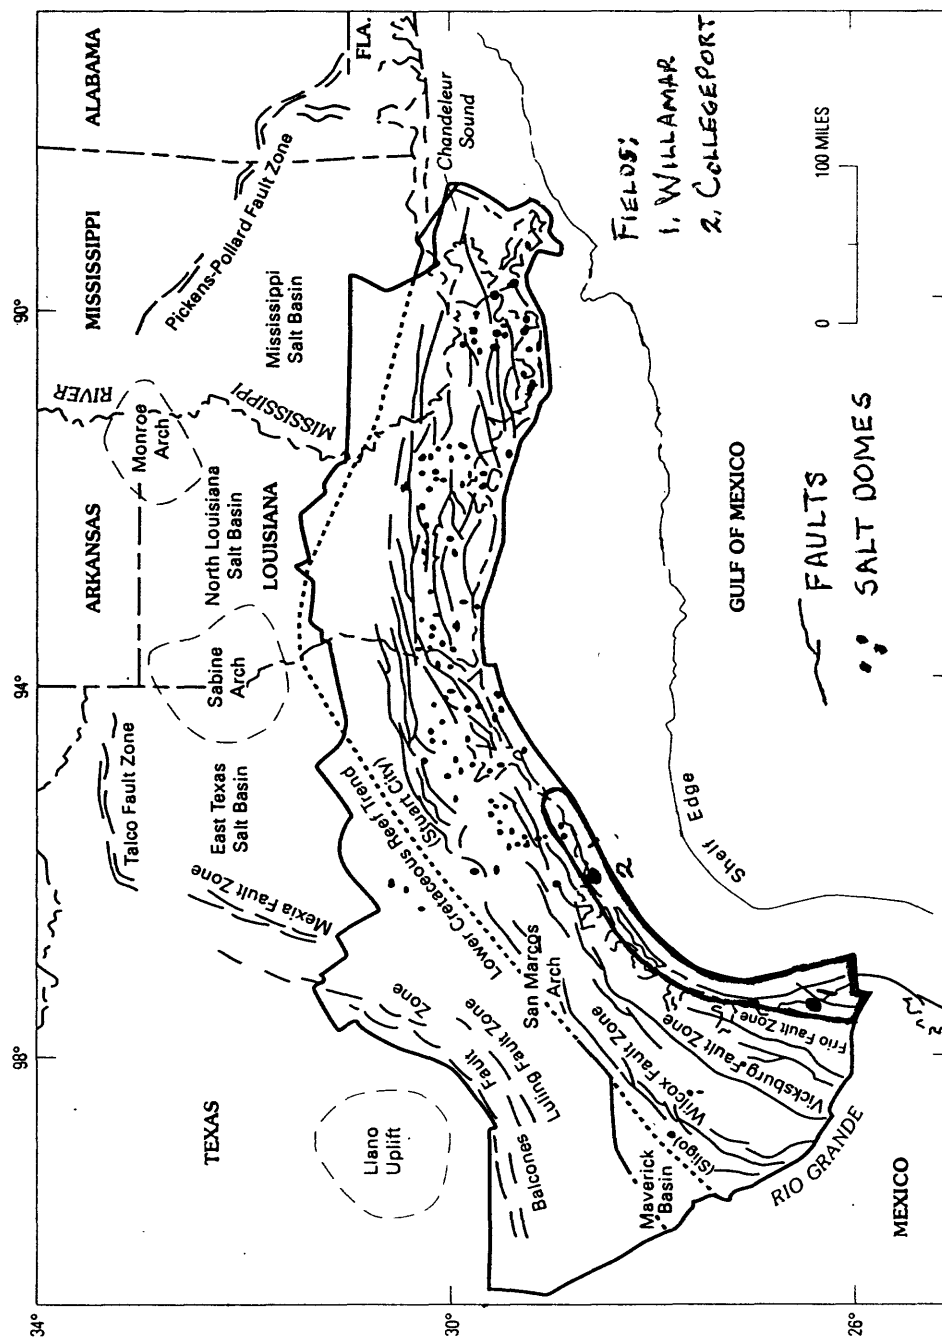 34°
30°
26°
98°
94°
90°
TEXAS
ARKANSAS
MISSISSIPPI
ALABAMA
FLA.
LOUISIANA
MEXICO
GULF OF MEXICO
RIVER
MISSISSIPPI
RIO GRANDE
Talco Fault Zone
Mexia Fault Zone
East Texas
Salt Basin
Sabine
Arch
North Louisiana
Salt Basin
Monroe
Arch
Mississippi
Salt Basin
Pickens-Pollard Fault Zone
Chandeleur
Sound
Llano
Uplift
Balcones
Fault
Zone
Luling Fault Zone
San Marcos
Arch
Lower Cretaceous Reef Trend
(Stuart City)
(Sligo)
Maverick
Basin
Wilcox Fault Zone
Vicksburg Fault Zone
Frio Fault Zone
2
Shelf Edge
FIELDS;
1. WILLAMAR
2. COLLEGEPORT
0 100 MILES
FAULTS
SALT DOMES